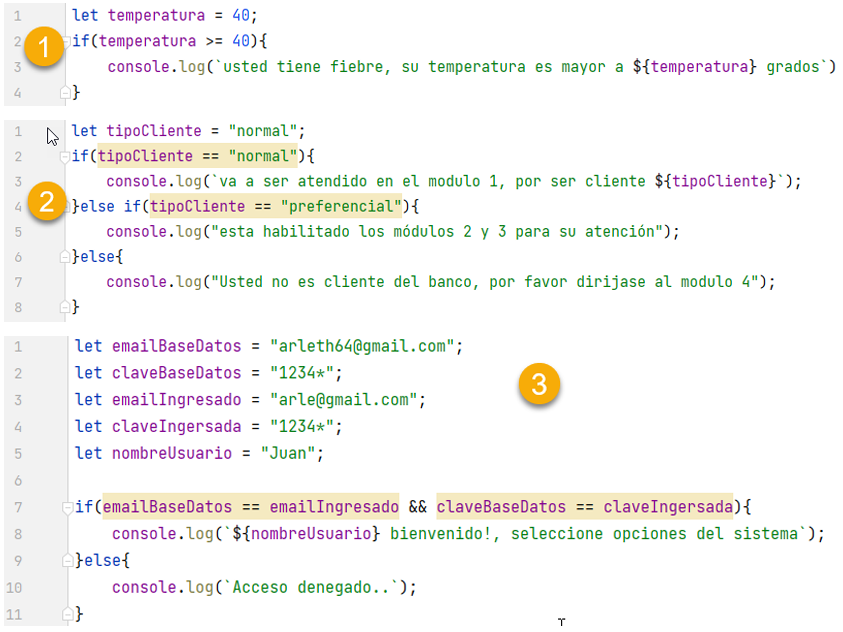 1 let temperatura = 40;
2 if(temperatura >= 40){
1
3 console.log(`usted tiene fiebre, su temperatura es mayor a ${temperatura} grados`)
4 }
1 let tipoCliente = "normal";
2 if(tipoCliente == "normal"){
3 console.log(`va a ser atendido en el modulo 1, por ser cliente ${tipoCliente}`);
2
4 }else if(tipoCliente == "preferencial"){
5 console.log("esta habilitado los módulos 2 y 3 para su atención");
6 }else{
7 console.log("Usted no es cliente del banco, por favor dirijase al modulo 4");
8 }
1 let emailBaseDatos = "arleth64@gmail.com";
2 let claveBaseDatos = "1234*";
3
3 let emailIngresado = "arle@gmail.com";
4 let claveIngersada = "1234*";
5 let nombreUsuario = "Juan";
6
7 if(emailBaseDatos == emailIngresado && claveBaseDatos == claveIngersada){
8 console.log(`${nombreUsuario} bienvenido!, seleccione opciones del sistema`);
9 }else{
10 console.log(`Acceso denegado..`);
11 }